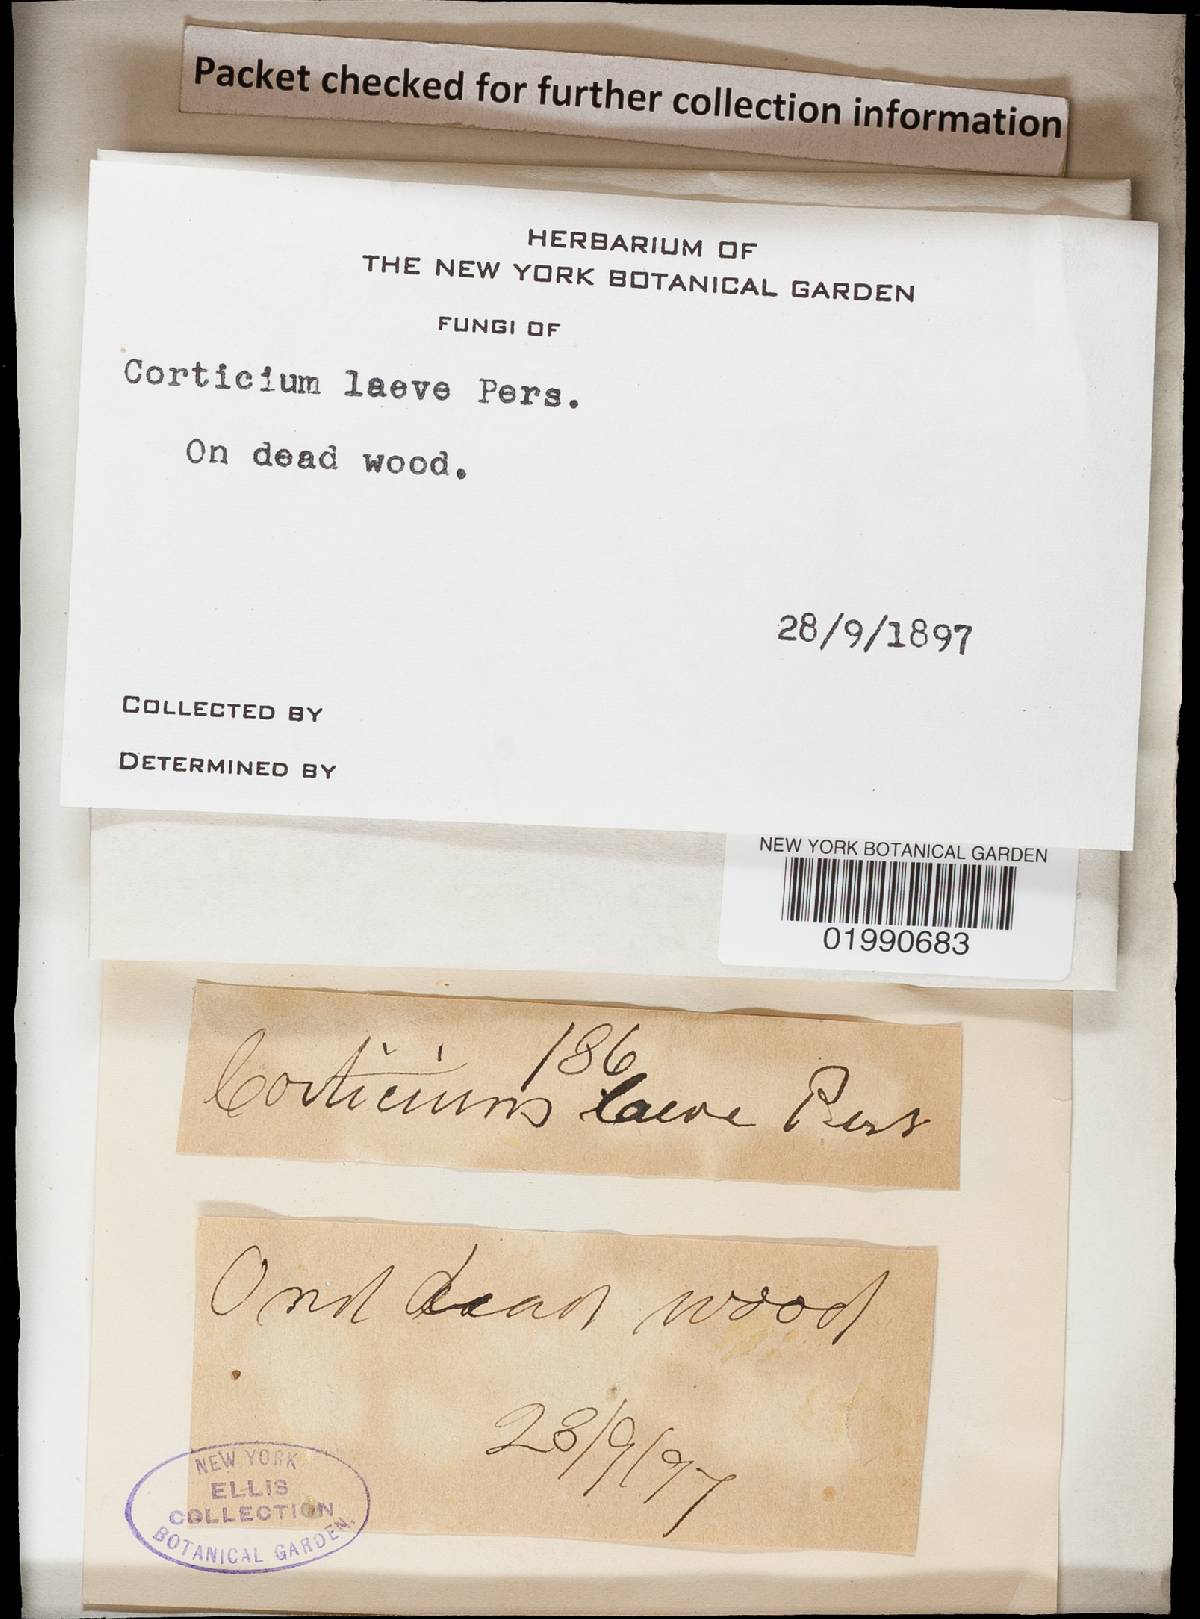 Packet checked for further collection information
HERBARIUM OF
THE NEW YORK BOTANICAL GARDEN
FUNGI OF
Corticium laeve Pers.
On dead wood.
28/9/1897
COLLECTED BY
DETERMINED BY
NEW YORK BOTANICAL GARDEN
01990683
186
Corticium laeve Pers
Ond dead wood
28/9/97
NEW YORK
ELLIS
COLLECTION
BOTANICAL GARDEN.